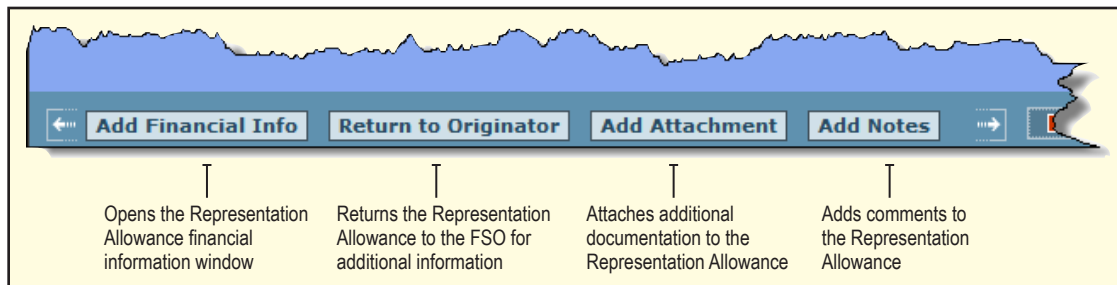 Add Financial Info Return to Originator Add Attachment Add Notes
Opens the Representation
Allowance financial
information window
Returns the Representation
Allowance to the FSO for
additional information
Attaches additional
documentation to the
Representation Allowance
Adds comments to
the Representation
Allowance